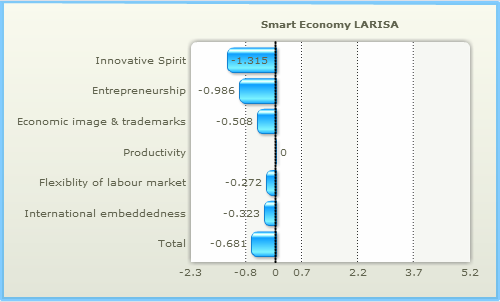 Smart Economy LARISA
Innovative Spirit -1.315
Entrepreneurship -0.986
Economic image & trademarks -0.508
Productivity 0
Flexiblity of labour market -0.272
International embeddedness -0.323
Total -0.681
-2.3 -0.8 0 0.7 2.2 3.7 5.2